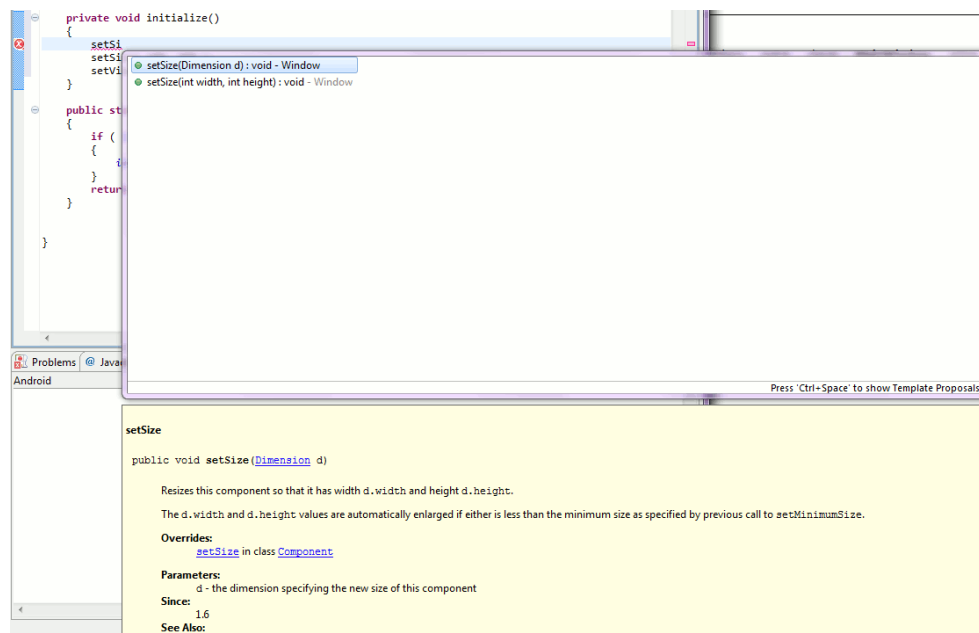 private void initialize()
{
setSi
setSi
setVi
}
public st
{
if (
{
i
}
retur
}
}
setSize(Dimension d) : void - Window
setSize(int width, int height) : void - Window
Press 'Ctrl+Space' to show Template Proposals
Problems @ Java
Android
setSize
public void setSize(Dimension d)
Resizes this component so that it has width d.width and height d.height.
The d.width and d.height values are automatically enlarged if either is less than the minimum size as specified by previous call to setMinimumSize.
Overrides:
setSize in class Component
Parameters:
d - the dimension specifying the new size of this component
Since:
1.6
See Also: